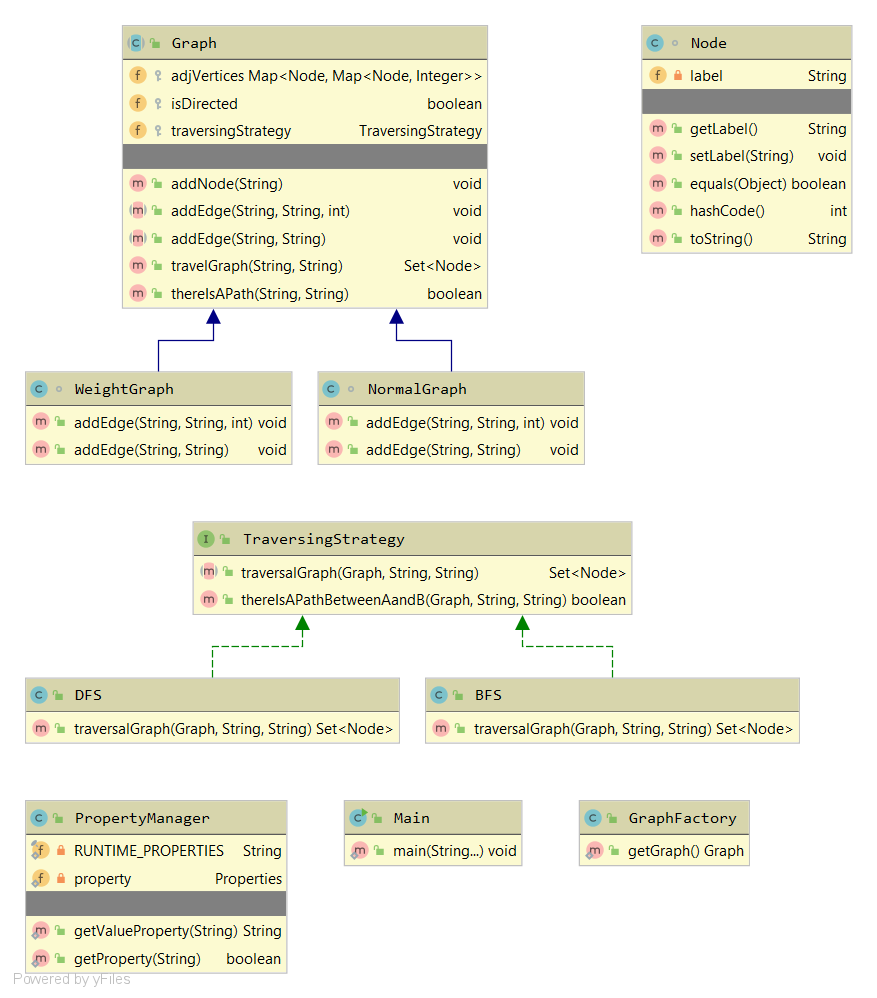 Graph
adjVertices Map<Node, Map<Node, Integer>>
isDirected boolean
traversingStrategy TraversingStrategy
addNode(String) void
addEdge(String, String, int) void
addEdge(String, String) void
travelGraph(String, String) Set<Node>
thereIsAPath(String, String) boolean
Node
label String
getLabel() String
setLabel(String) void
equals(Object) boolean
hashCode() int
toString() String
WeightGraph
addEdge(String, String, int) void
addEdge(String, String) void
NormalGraph
addEdge(String, String, int) void
addEdge(String, String) void
TraversingStrategy
traversalGraph(Graph, String, String) Set<Node>
thereIsAPathBetweenAandB(Graph, String, String) boolean
DFS
traversalGraph(Graph, String, String) Set<Node>
BFS
traversalGraph(Graph, String, String) Set<Node>
PropertyManager
RUNTIME_PROPERTIES String
property Properties
getValueProperty(String) String
getProperty(String) boolean
Main
main(String...) void
GraphFactory
getGraph() Graph
Powered by yFiles